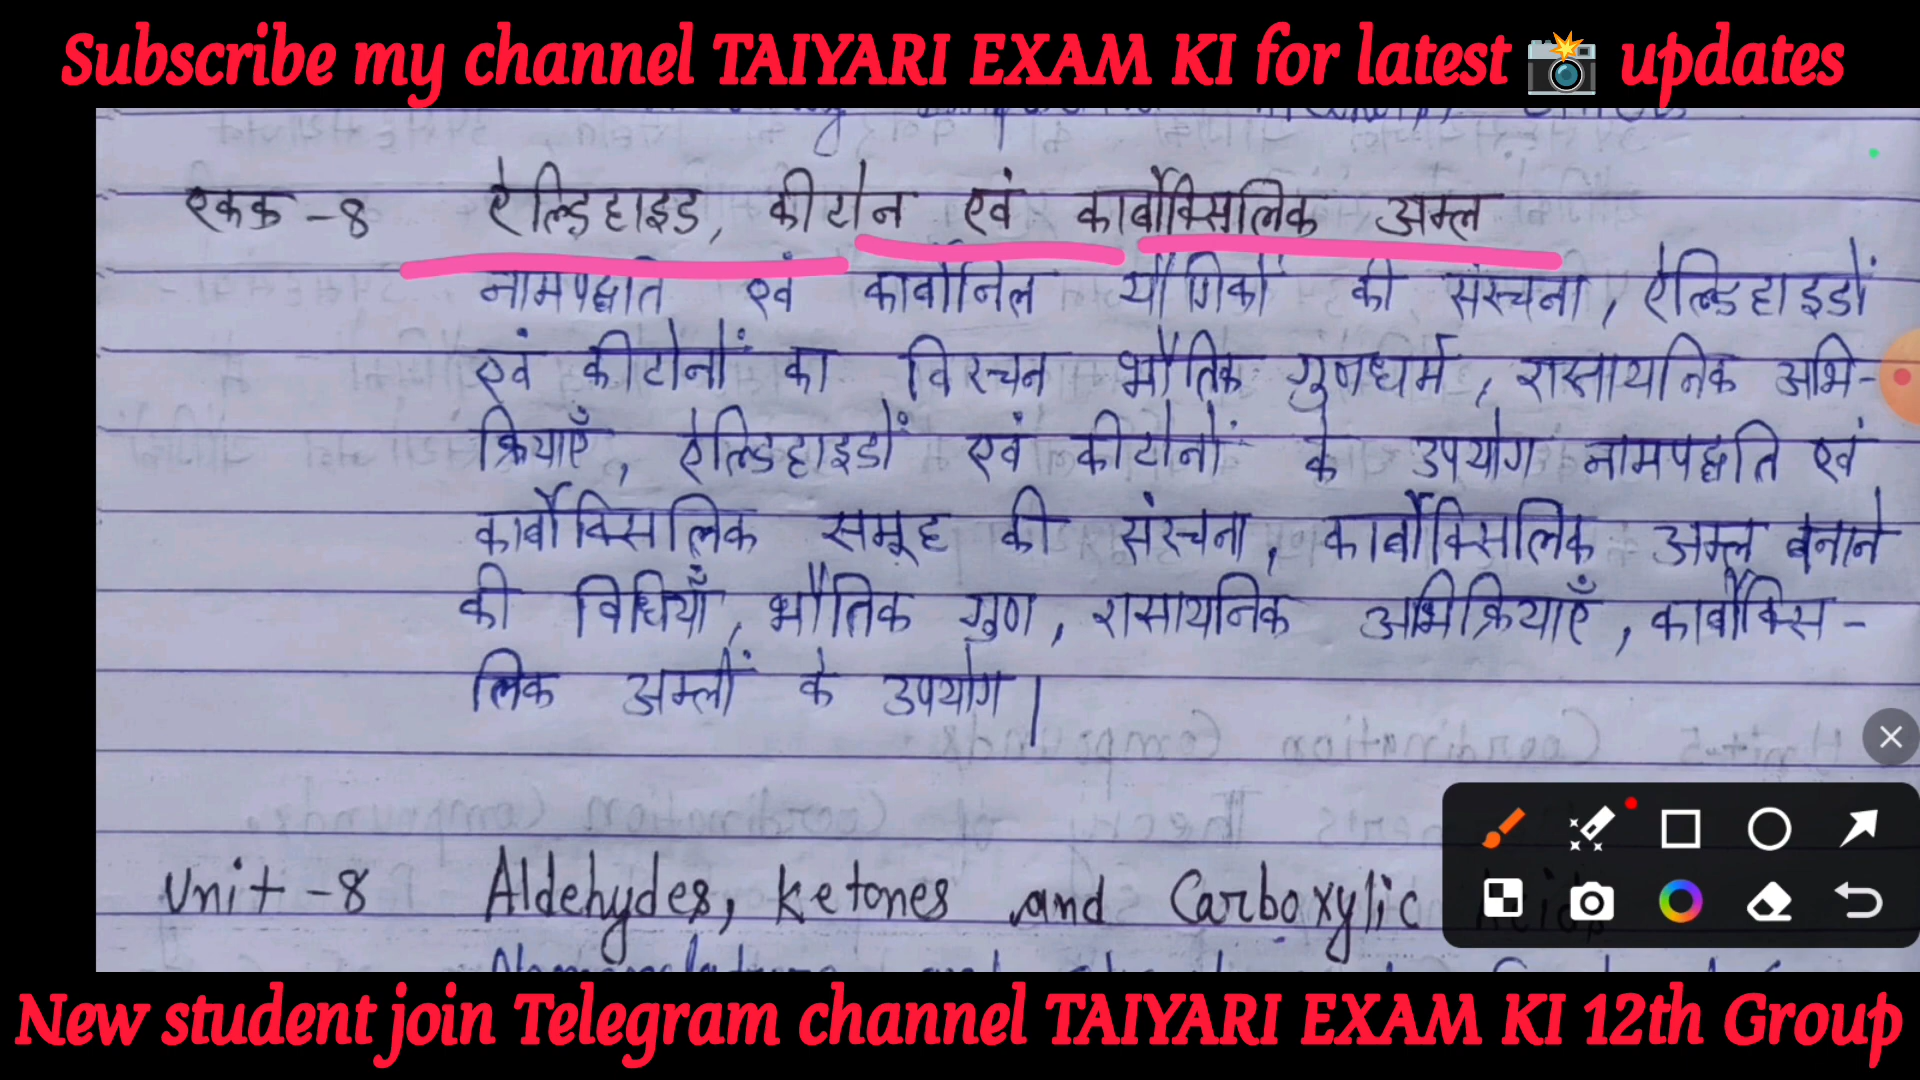 Subscribe my channel TAIYARI EXAM KI for latest 📸 updates
एकक -8 ऐल्डिहाइड, कीटोन एवं कार्बोक्सिलिक अम्ल
नामपद्धति एवं कार्बोनिल यौगिकों की संरचना, ऐल्डिहाइडों
एवं कीटोनों का विरचन भौतिक गुणधर्म, रासायनिक अभि-
क्रियाएँ, ऐल्डिहाइडों एवं कीटोनों के उपयोग नामपद्धति एवं
कार्बोक्सिलिक समूह की संरचना, कार्बोक्सिलिक अम्ल बनाने
की विधियाँ, भौतिक गुण, रासायनिक अभिक्रियाएँ, कार्बोक्सि-
लिक अम्लों के उपयोग।
Unit -8 Aldehydes, Ketones and Carboxylic
New student join Telegram channel TAIYARI EXAM KI 12th Group